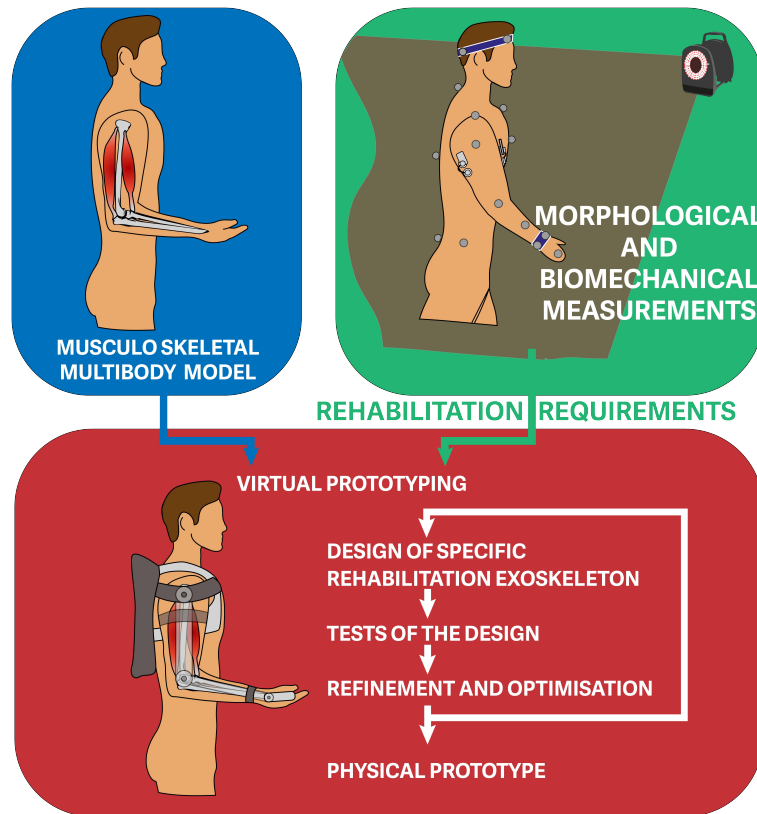 MUSCULO SKELETAL
MULTIBODY MODEL
MORPHOLOGICAL
AND
BIOMECHANICAL
MEASUREMENTS
REHABILITATION REQUIREMENTS
VIRTUAL PROTOTYPING
DESIGN OF SPECIFIC
REHABILITATION EXOSKELETON
TESTS OF THE DESIGN
REFINEMENT AND OPTIMISATION
PHYSICAL PROTOTYPE